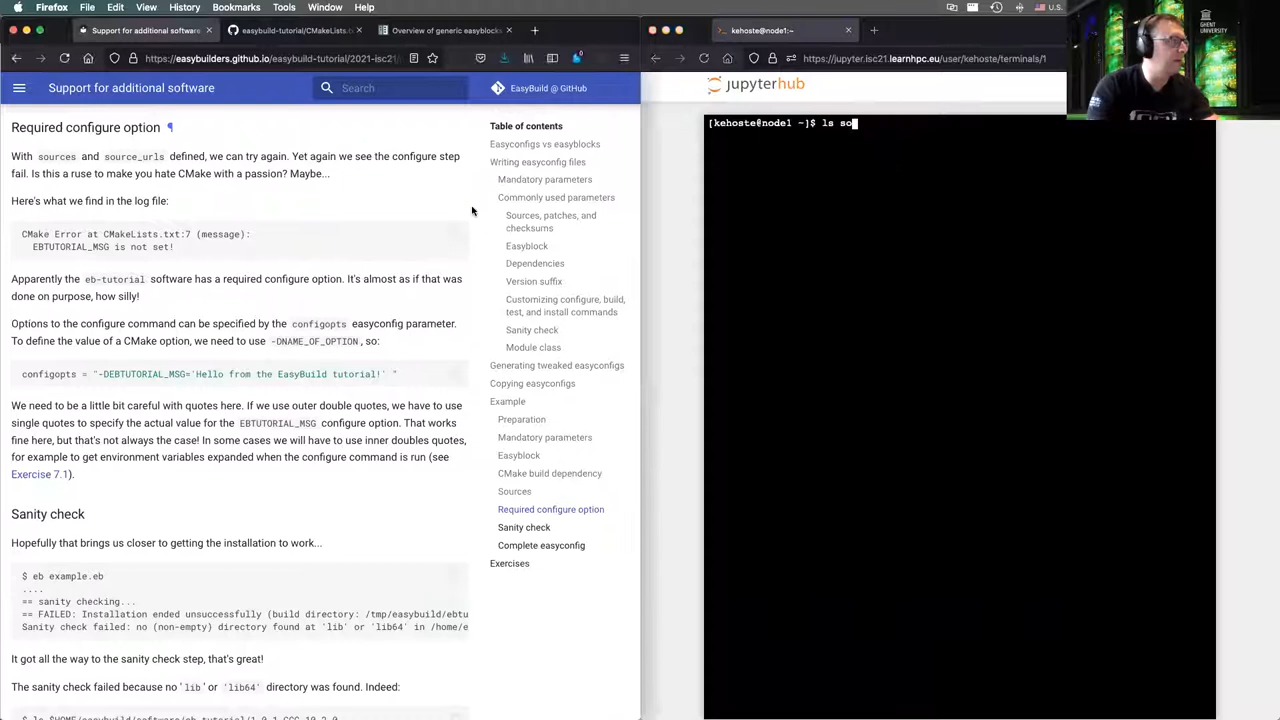 Firefox File Edit View History Bookmarks Tools Window Help
U.S.
Support for additional software
easybuild-tutorial/CMakeLists.tx
Overview of generic easyblocks
kehoste@node1:~
https://easybuilders.github.io/easybuild-tutorial/2021-isc21
https://jupyter.isc21.learnhpc.eu/user/kehoste/terminals/1
GHENT
UNIVERSITY
Support for additional software
Search
EasyBuild @ GitHub
jupyterhub
Required configure option ¶
With sources and source_urls defined, we can try again. Yet again we see the configure step
fail. Is this a ruse to make you hate CMake with a passion? Maybe...
Here's what we find in the log file:
CMake Error at CMakeLists.txt:7 (message):
EBTUTORIAL_MSG is not set!
Apparently the eb-tutorial software has a required configure option. It's almost as if that was
done on purpose, how silly!
Options to the configure command can be specified by the configopts easyconfig parameter.
To define the value of a CMake option, we need to use -DNAME_OF_OPTION, so:
configopts = "-DEBTUTORIAL_MSG='Hello from the EasyBuild tutorial!' "
We need to be a little bit careful with quotes here. If we use outer double quotes, we have to use
single quotes to specify the actual value for the EBTUTORIAL_MSG configure option. That works
fine here, but that's not always the case! In some cases we will have to use inner doubles quotes,
for example to get environment variables expanded when the configure command is run (see
Exercise 7.1).
Sanity check
Hopefully that brings us closer to getting the installation to work...
$ eb example.eb
....
== sanity checking...
== FAILED: Installation ended unsuccessfully (build directory: /tmp/easybuild/ebtu
Sanity check failed: no (non-empty) directory found at 'lib' or 'lib64' in /home/e
It got all the way to the sanity check step, that's great!
The sanity check failed because no 'lib' or 'lib64' directory was found. Indeed:
$ ls $HOME/easybuild/software/eb-tutorial/1.0.1-GCC-10.2.0
Table of contents
Easyconfigs vs easyblocks
Writing easyconfig files
Mandatory parameters
Commonly used parameters
Sources, patches, and
checksums
Easyblock
Dependencies
Version suffix
Customizing configure, build,
test, and install commands
Sanity check
Module class
Generating tweaked easyconfigs
Copying easyconfigs
Example
Preparation
Mandatory parameters
Easyblock
CMake build dependency
Sources
Required configure option
Sanity check
Complete easyconfig
Exercises
[kehoste@node1 ~]$ ls so